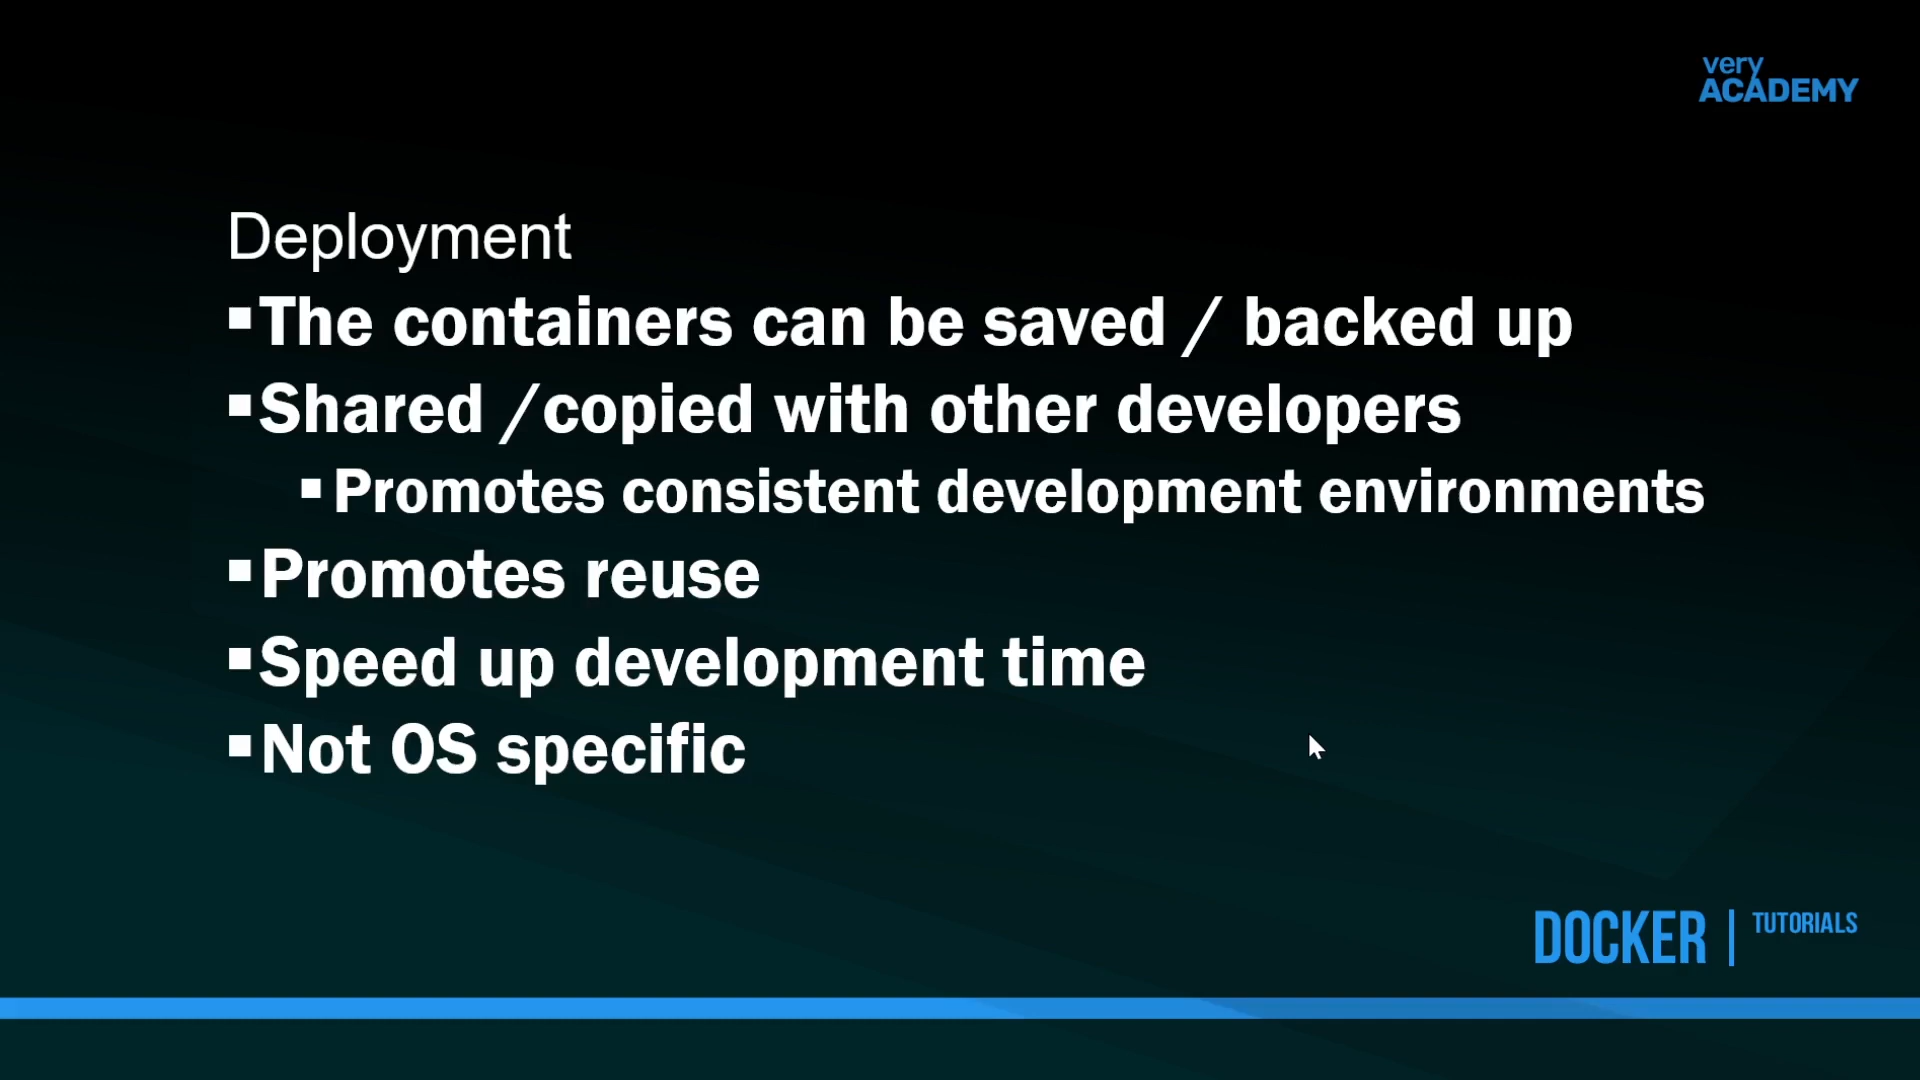 very
ACADEMY
Deployment
▪The containers can be saved / backed up
▪Shared /copied with other developers
▪Promotes consistent development environments
▪Promotes reuse
▪Speed up development time
▪Not OS specific
DOCKER | TUTORIALS